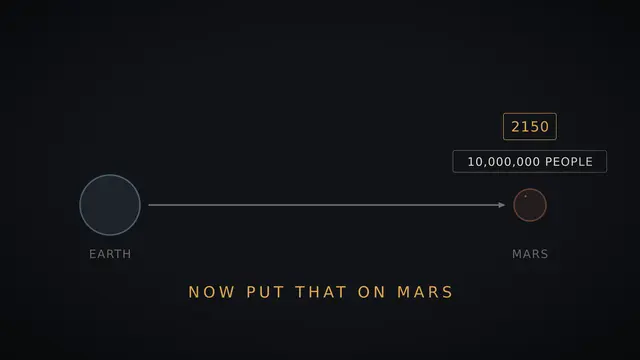 2150
10,000,000 PEOPLE
EARTH
MARS
NOW PUT THAT ON MARS